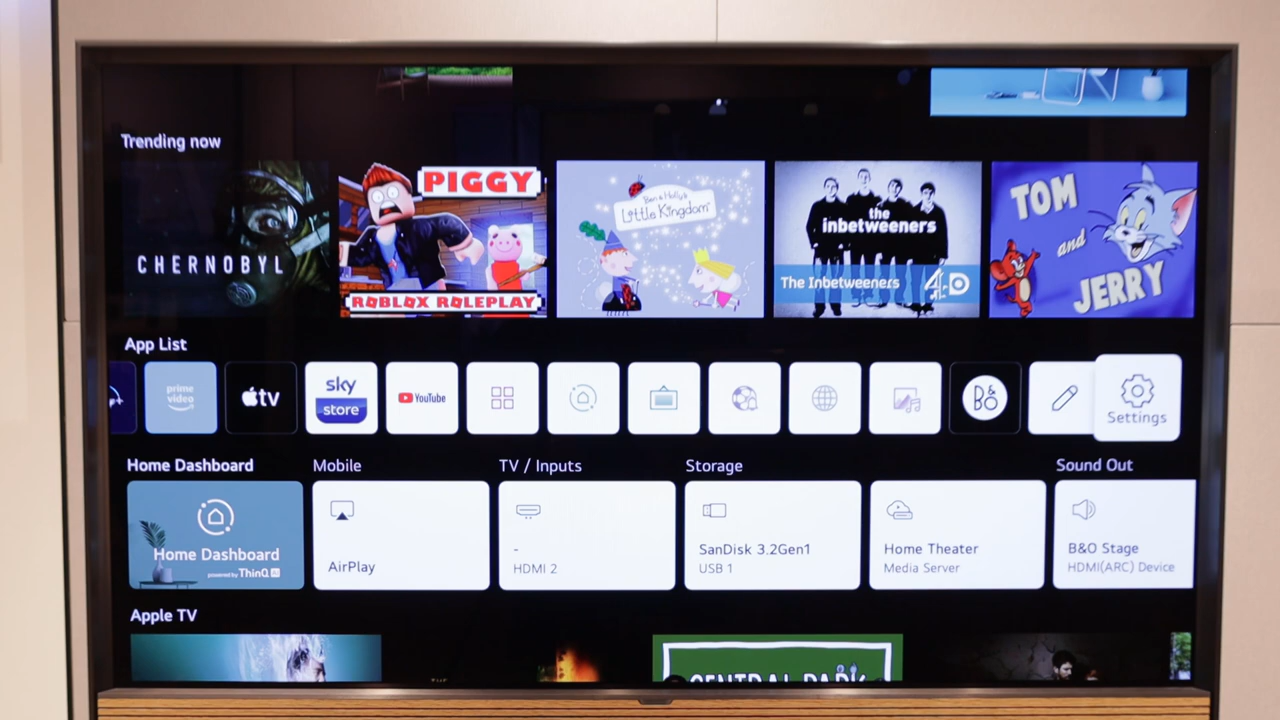 Trending now
CHERNOBYL
PIGGY
ROBLOX ROLEPLAY
Ben & Holly's
Little Kingdom
the
inbetweeners
The Inbetweeners
4oD
TOM
and
JERRY
App List
prime
video
tv
sky
store
YouTube
B&O
Settings
Home Dashboard
Mobile
TV / Inputs
Storage
Sound Out
Home Dashboard
powered by ThinQ AI
AirPlay
-
HDMI 2
SanDisk 3.2Gen1
USB 1
Home Theater
Media Server
B&O Stage
HDMI(ARC) Device
Apple TV
THE
CENTRAL PARK